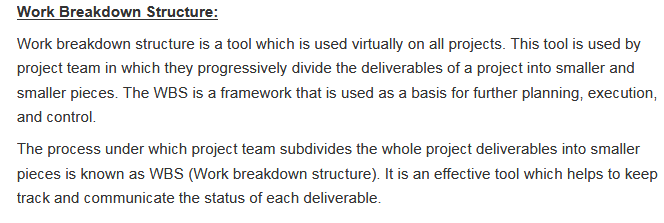 Work Breakdown Structure:
Work breakdown structure is a tool which is used virtually on all projects. This tool is used by
project team in which they progressively divide the deliverables of a project into smaller and
smaller pieces. The WBS is a framework that is used as a basis for further planning, execution,
and control.
The process under which project team subdivides the whole project deliverables into smaller
pieces is known as WBS (Work breakdown structure). It is an effective tool which helps to keep
track and communicate the status of each deliverable.